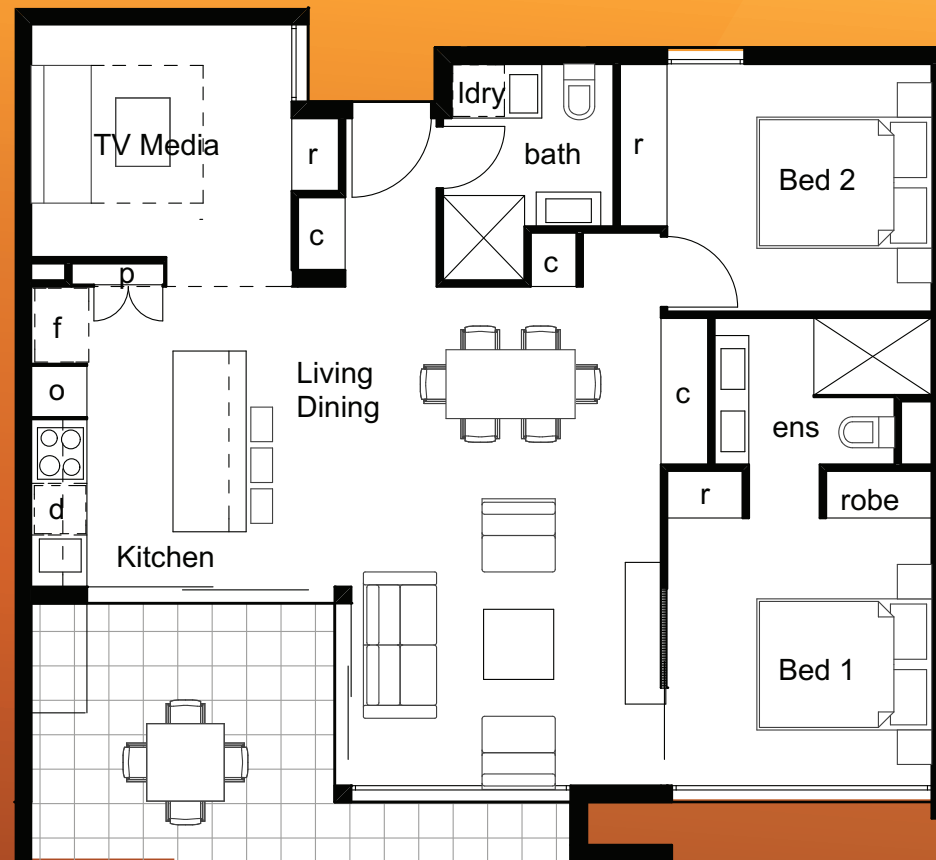 ldry
TV Media
r
bath
r
Bed 2
c
c
p
f
Living
Dining
o
c
ens
d
r
robe
Kitchen
Bed 1